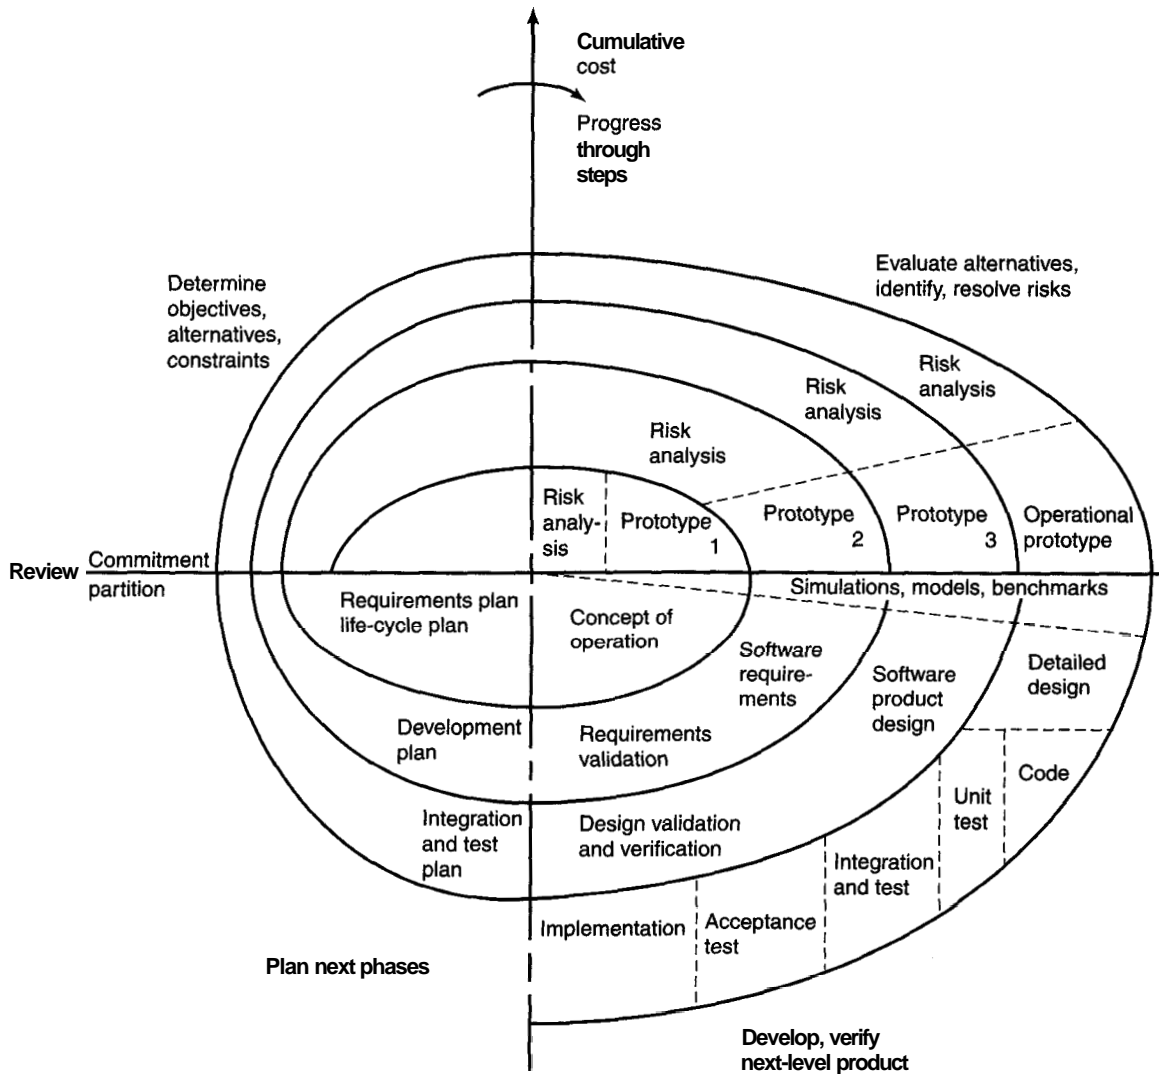 Cumulative
cost
Progress
through
steps
Determine
objectives,
alternatives,
constraints
Evaluate alternatives,
identify, resolve risks
Risk
analysis
Risk
analysis
Risk
analysis
Risk
analy-
sis
Prototype
1
Prototype
2
Prototype
3
Operational
prototype
Review
Commitment
partition
Simulations, models, benchmarks
Requirements plan
life-cycle plan
Concept of
operation
Software
require-
ments
Software
product
design
Detailed
design
Development
plan
Requirements
validation
Code
Unit
test
Integration
and test
plan
Design validation
and verification
Integration
and test
Acceptance
test
Implementation
Plan next phases
Develop, verify
next-level product